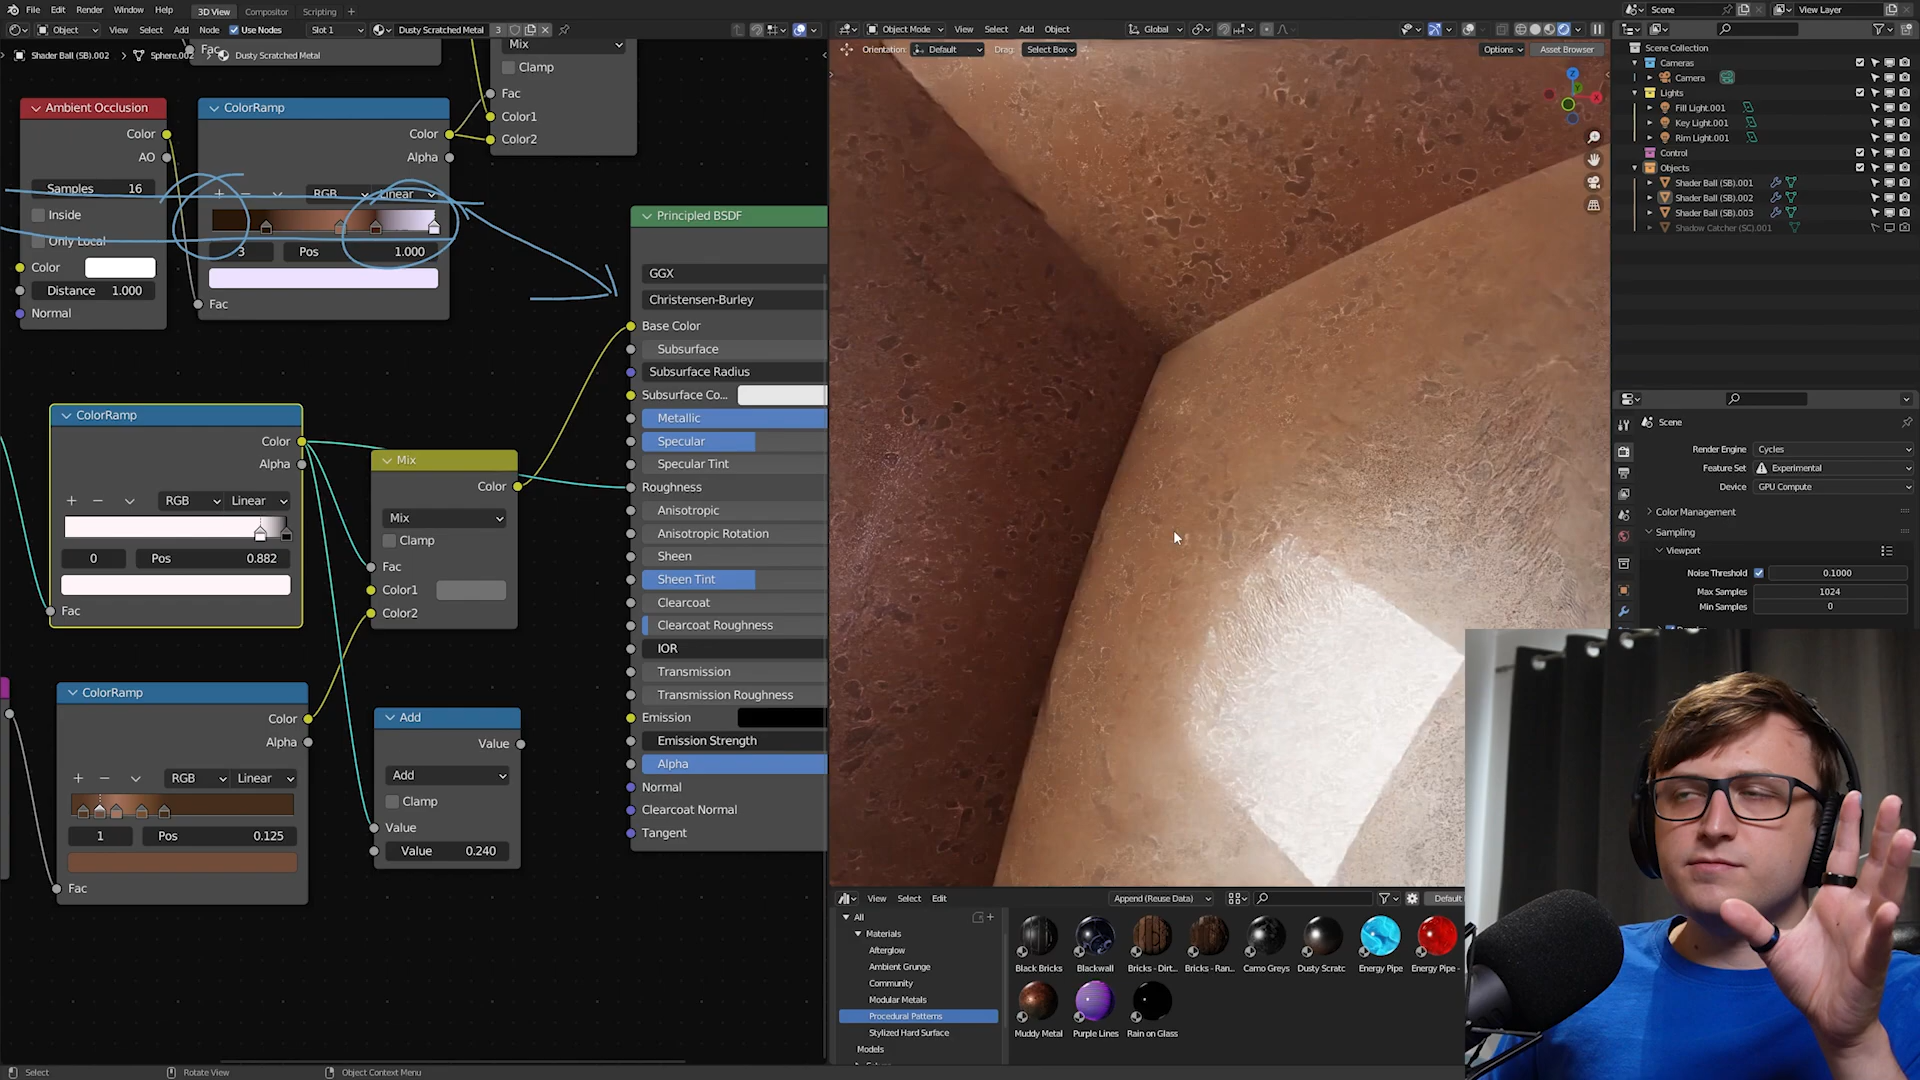 File Edit Render Window Help 3D View Compositor Scripting + Scene View Layer
Object View Select Add Node Use Nodes Slot 1 Dusty Scratched Metal 3
Object Mode View Select Add Object Global
Shader Ball (SB).002 > Sphere.002 Dusty Scratched Metal
Orientation: Default Drag: Select Box Options Asset Browser
Fac
Mix
Clamp
Fac
Color1
Color2
Ambient Occlusion
Color
AO
Samples 16
Inside
Only Local
Color
Distance 1.000
Normal
ColorRamp
Color
Alpha
+ − RGB Linear
3 Pos 1.000
Fac
ColorRamp
Color
Alpha
+ − RGB Linear
0 Pos 0.882
Fac
Mix
Color
Mix
Clamp
Fac
Color1
Color2
ColorRamp
Color
Alpha
+ − RGB Linear
1 Pos 0.125
Fac
Add
Value
Add
Clamp
Value
Value 0.240
Principled BSDF
GGX
Christensen-Burley
Base Color
Subsurface
Subsurface Radius
Subsurface Co...
Metallic
Specular
Specular Tint
Roughness
Anisotropic
Anisotropic Rotation
Sheen
Sheen Tint
Clearcoat
Clearcoat Roughness
IOR
Transmission
Transmission Roughness
Emission
Emission Strength
Alpha
Normal
Clearcoat Normal
Tangent
Scene Collection
Cameras
Camera
Lights
Fill Light.001
Key Light.001
Rim Light.001
Control
Objects
Shader Ball (SB).001
Shader Ball (SB).002
Shader Ball (SB).003
Shadow Catcher (SC).001
Scene
Render Engine Cycles
Feature Set Experimental
Device GPU Compute
Color Management
Sampling
Viewport
Noise Threshold 0.1000
Max Samples 1024
Min Samples 0
View Select Edit Append (Reuse Data) Default
All
Materials
Afterglow
Ambient Grunge
Community
Modular Metals
Procedural Patterns
Stylized Hard Surface
Models
Black Bricks Blackwall Bricks - Dirt... Bricks - Ran... Camo Greys Dusty Scratc Energy Pipe Energy Pipe -
Muddy Metal Purple Lines Rain on Glass
Select Rotate View Object Context Menu